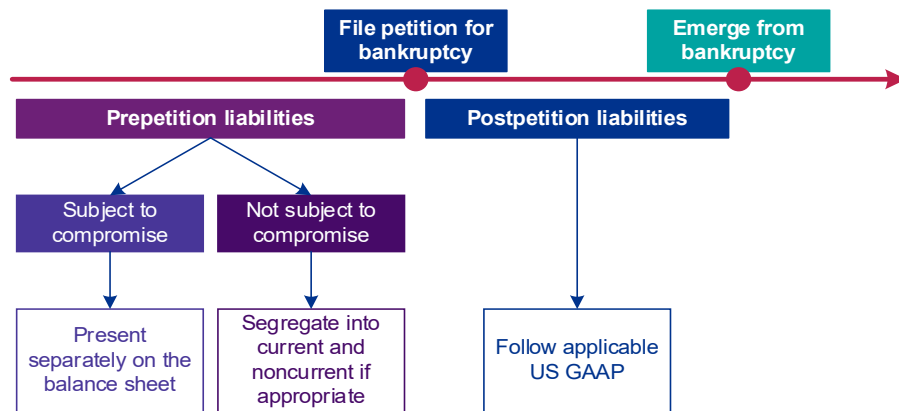 File petition for
bankruptcy
Emerge from
bankruptcy
Prepetition liabilities
Postpetition liabilities
Subject to
compromise
Not subject to
compromise
Present
separately on the
balance sheet
Segregate into
current and
noncurrent if
appropriate
Follow applicable
US GAAP